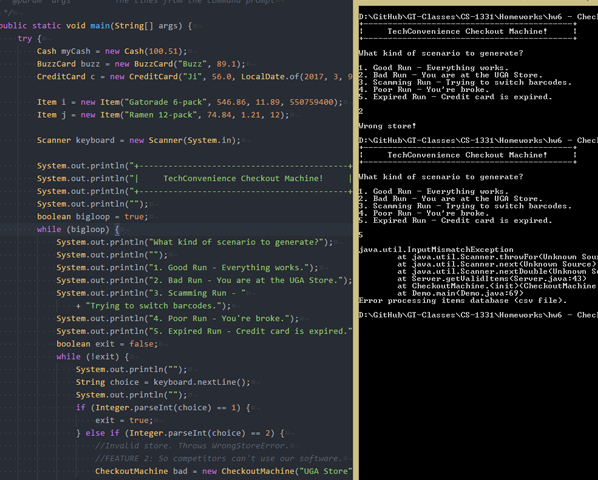 * @param  args    The lines from the command prompt
*/
public static void main(String[] args) {
try {
Cash myCash = new Cash(100.51);
BuzzCard buzz = new BuzzCard("Buzz", 89.1);
CreditCard c = new CreditCard("Ji", 56.0, LocalDate.of(2017, 3, 9
Item i = new Item("Gatorade 6-pack", 546.86, 11.89, 550759400);
Item j = new Item("Ramen 12-pack", 74.84, 1.21, 12);
Scanner keyboard = new Scanner(System.in);
System.out.println("+------------------------------------------+
System.out.println("|     TechConvenience Checkout Machine!     |
System.out.println("+------------------------------------------+
System.out.println("");
boolean bigloop = true;
while (bigloop) {
System.out.println("What kind of scenario to generate?");
System.out.println("");
System.out.println("1. Good Run - Everything works.");
System.out.println("2. Bad Run - You are at the UGA Store.");
System.out.println("3. Scamming Run - "
+ "Trying to switch barcodes.");
System.out.println("4. Poor Run - You're broke.");
System.out.println("5. Expired Run - Credit card is expired."
boolean exit = false;
while (!exit) {
System.out.println("");
String choice = keyboard.nextLine();
System.out.println("");
if (Integer.parseInt(choice) == 1) {
exit = true;
} else if (Integer.parseInt(choice) == 2) {
//Invalid store. Throws WrongStoreError.
//FEATURE 2: So competitors can't use our software.
CheckoutMachine bad = new CheckoutMachine("UGA Store"
D:\GitHub\GT-Classes\CS-1331\Homeworks\hw6 - Chec
+------------------------------------------+
|     TechConvenience Checkout Machine!     |
+------------------------------------------+
What kind of scenario to generate?
1. Good Run - Everything works.
2. Bad Run - You are at the UGA Store.
3. Scamming Run - Trying to switch barcodes.
4. Poor Run - You're broke.
5. Expired Run - Credit card is expired.
2
Wrong store!
D:\GitHub\GT-Classes\CS-1331\Homeworks\hw6 - Chec
+------------------------------------------+
|     TechConvenience Checkout Machine!     |
+------------------------------------------+
What kind of scenario to generate?
1. Good Run - Everything works.
2. Bad Run - You are at the UGA Store.
3. Scamming Run - Trying to switch barcodes.
4. Poor Run - You're broke.
5. Expired Run - Credit card is expired.
5
java.util.InputMismatchException
at java.util.Scanner.throwFor(Unknown Sou
at java.util.Scanner.next(Unknown Source)
at java.util.Scanner.nextDouble(Unknown S
at Server.getValidItems(Server.java:43)
at CheckoutMachine.<init>(CheckoutMachine
at Demo.main(Demo.java:69)
Error processing items database (csv file).
D:\GitHub\GT-Classes\CS-1331\Homeworks\hw6 - Chec